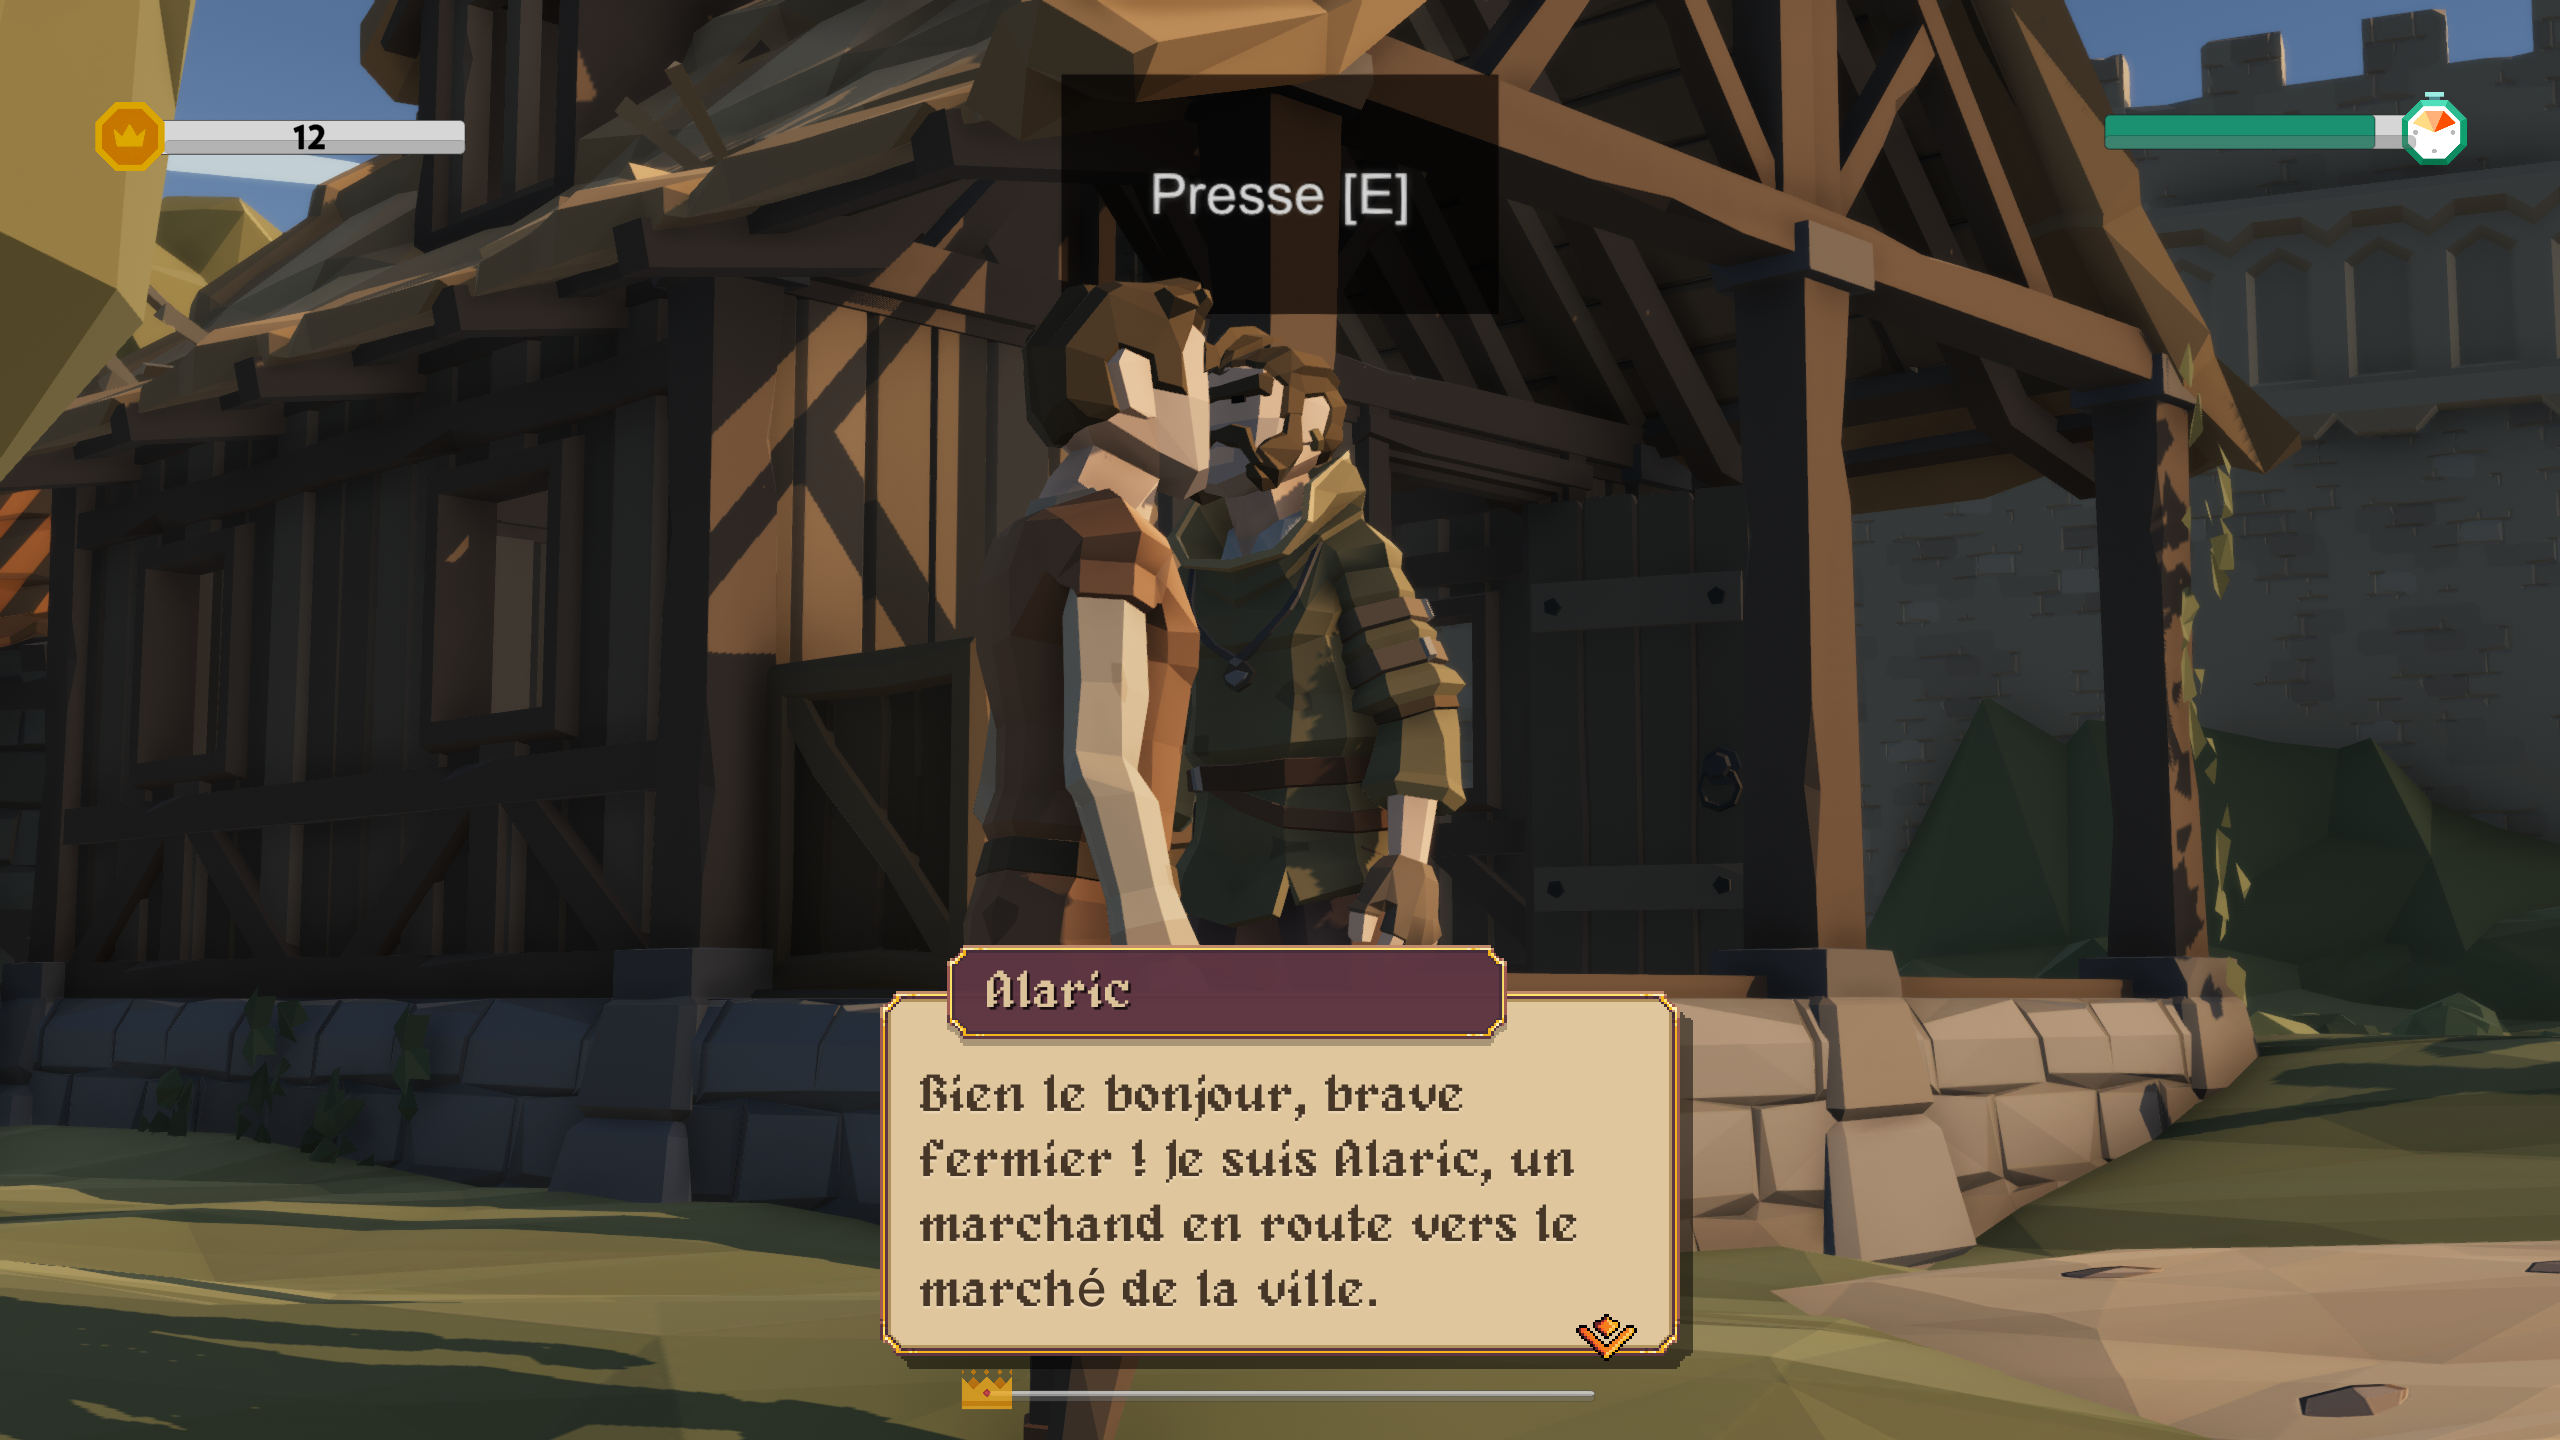 12
Presse [E]
Alaric
Bien le bonjour, brave
fermier ! Je suis Alaric, un
marchand en route vers le
marché de la ville.